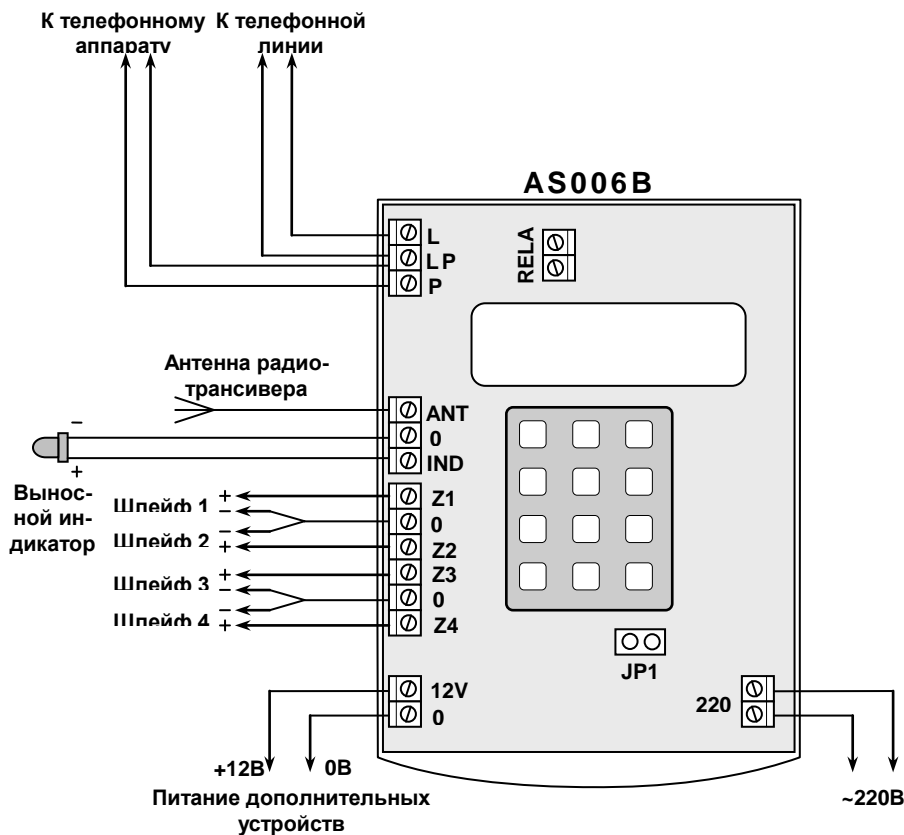 К телефонному
аппарату
К телефонной
линии
AS006B
L
LP
P
RELA
Антенна радио-
трансивера
ANT
0
IND
−
+
Вынос-
ной ин-
дикатор
Шлейф 1
+
−
Z1
0
Шлейф 2
−
+
Z2
Шлейф 3
+
−
Z3
0
Шлейф 4
−
+
Z4
JP1
12V
0
220
+12В
0В
~220В
Питание дополнительных
устройств